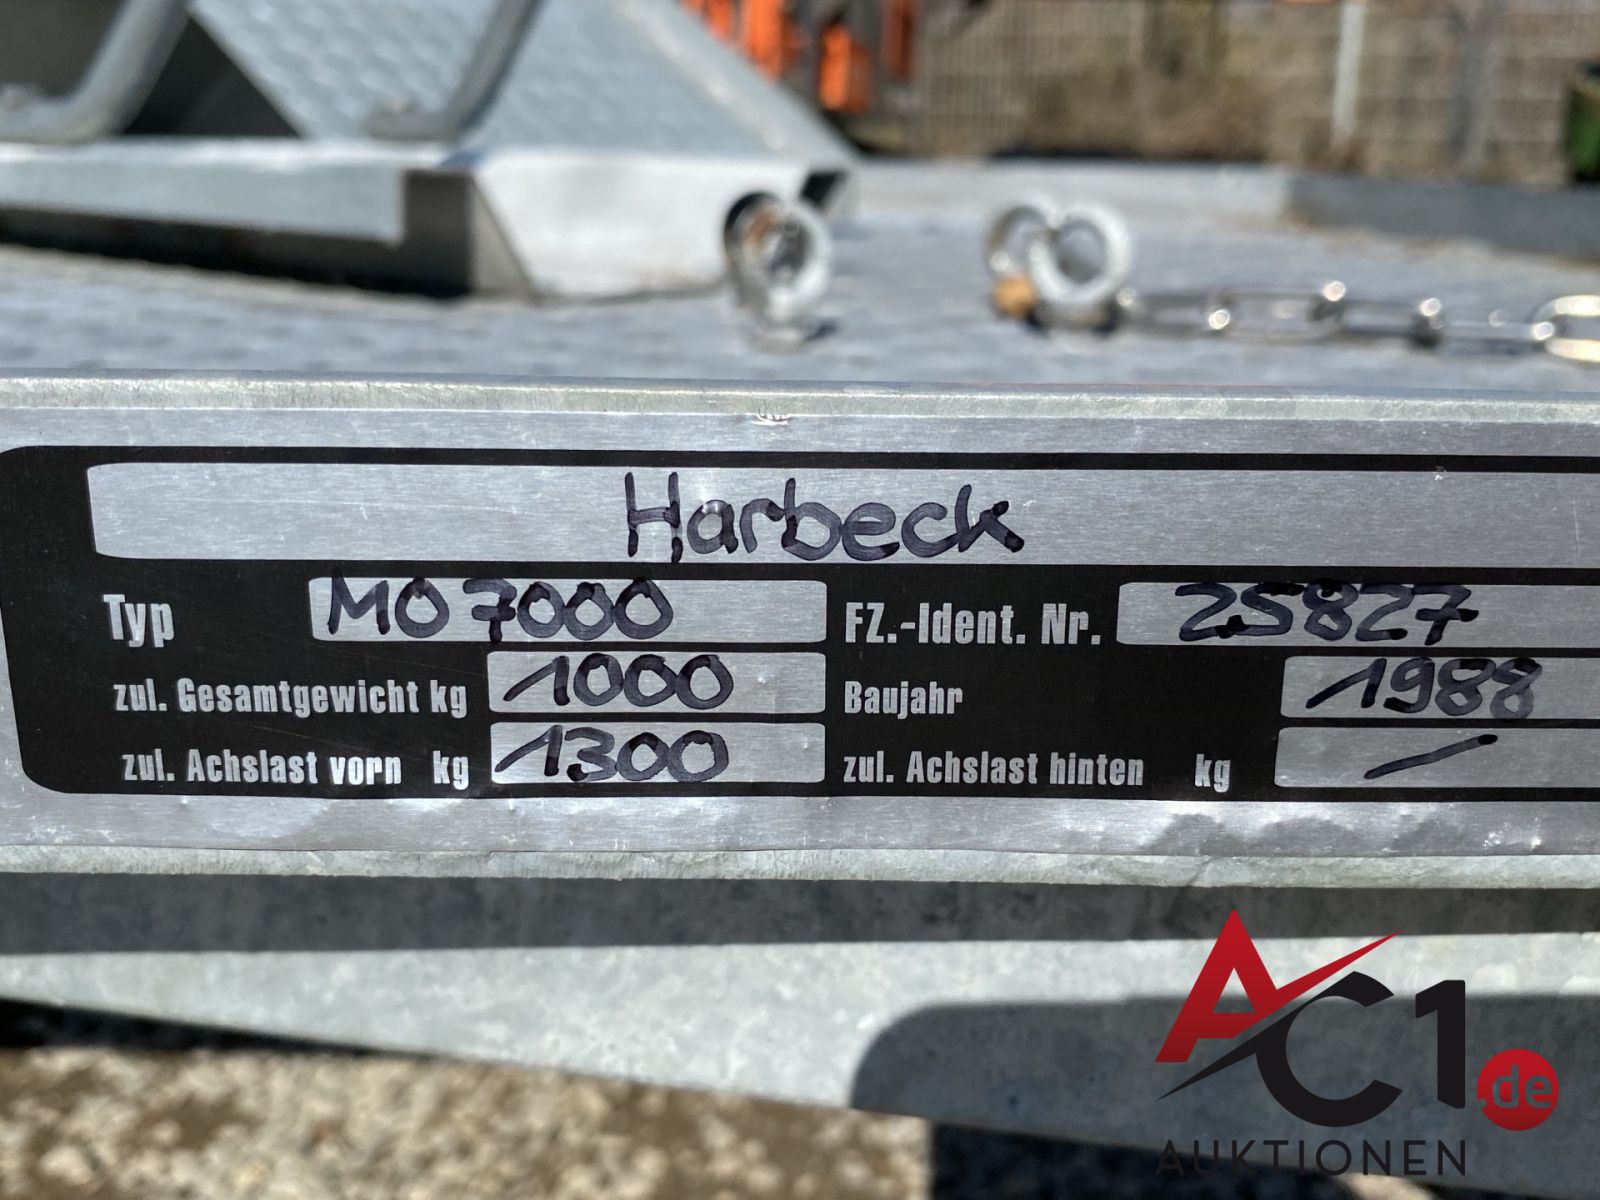 Harbeck
Typ MO 7000 FZ.-Ident. Nr. 25827
zul. Gesamtgewicht kg 1000 Baujahr 1988
zul. Achslast vorn kg 1300 zul. Achslast hinten kg /
AC1.de
AUKTIONEN